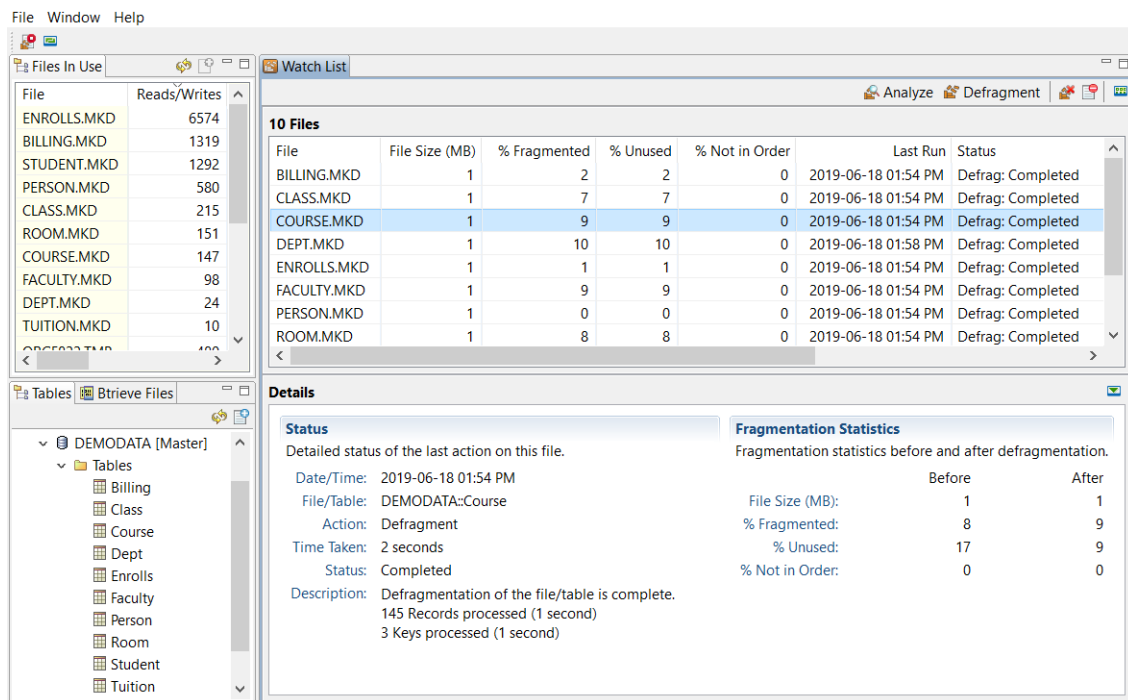 File Window Help
Files In Use
File Reads/Writes
ENROLLS.MKD 6574
BILLING.MKD 1319
STUDENT.MKD 1292
PERSON.MKD 580
CLASS.MKD 215
ROOM.MKD 151
COURSE.MKD 147
FACULTY.MKD 98
DEPT.MKD 24
TUITION.MKD 10
Tables Btrieve Files
DEMODATA [Master]
Tables
Billing
Class
Course
Dept
Enrolls
Faculty
Person
Room
Student
Tuition
Watch List
Analyze Defragment
10 Files
File File Size (MB) % Fragmented % Unused % Not in Order Last Run Status
BILLING.MKD 1 2 2 0 2019-06-18 01:54 PM Defrag: Completed
CLASS.MKD 1 7 7 0 2019-06-18 01:54 PM Defrag: Completed
COURSE.MKD 1 9 9 0 2019-06-18 01:54 PM Defrag: Completed
DEPT.MKD 1 10 10 0 2019-06-18 01:58 PM Defrag: Completed
ENROLLS.MKD 1 1 1 0 2019-06-18 01:54 PM Defrag: Completed
FACULTY.MKD 1 9 9 0 2019-06-18 01:54 PM Defrag: Completed
PERSON.MKD 1 0 0 0 2019-06-18 01:54 PM Defrag: Completed
ROOM.MKD 1 8 8 0 2019-06-18 01:54 PM Defrag: Completed
Details
Status
Detailed status of the last action on this file.
Date/Time: 2019-06-18 01:54 PM
File/Table: DEMODATA::Course
Action: Defragment
Time Taken: 2 seconds
Status: Completed
Description: Defragmentation of the file/table is complete.
145 Records processed (1 second)
3 Keys processed (1 second)
Fragmentation Statistics
Fragmentation statistics before and after defragmentation.
Before After
File Size (MB): 1 1
% Fragmented: 8 9
% Unused: 17 9
% Not in Order: 0 0